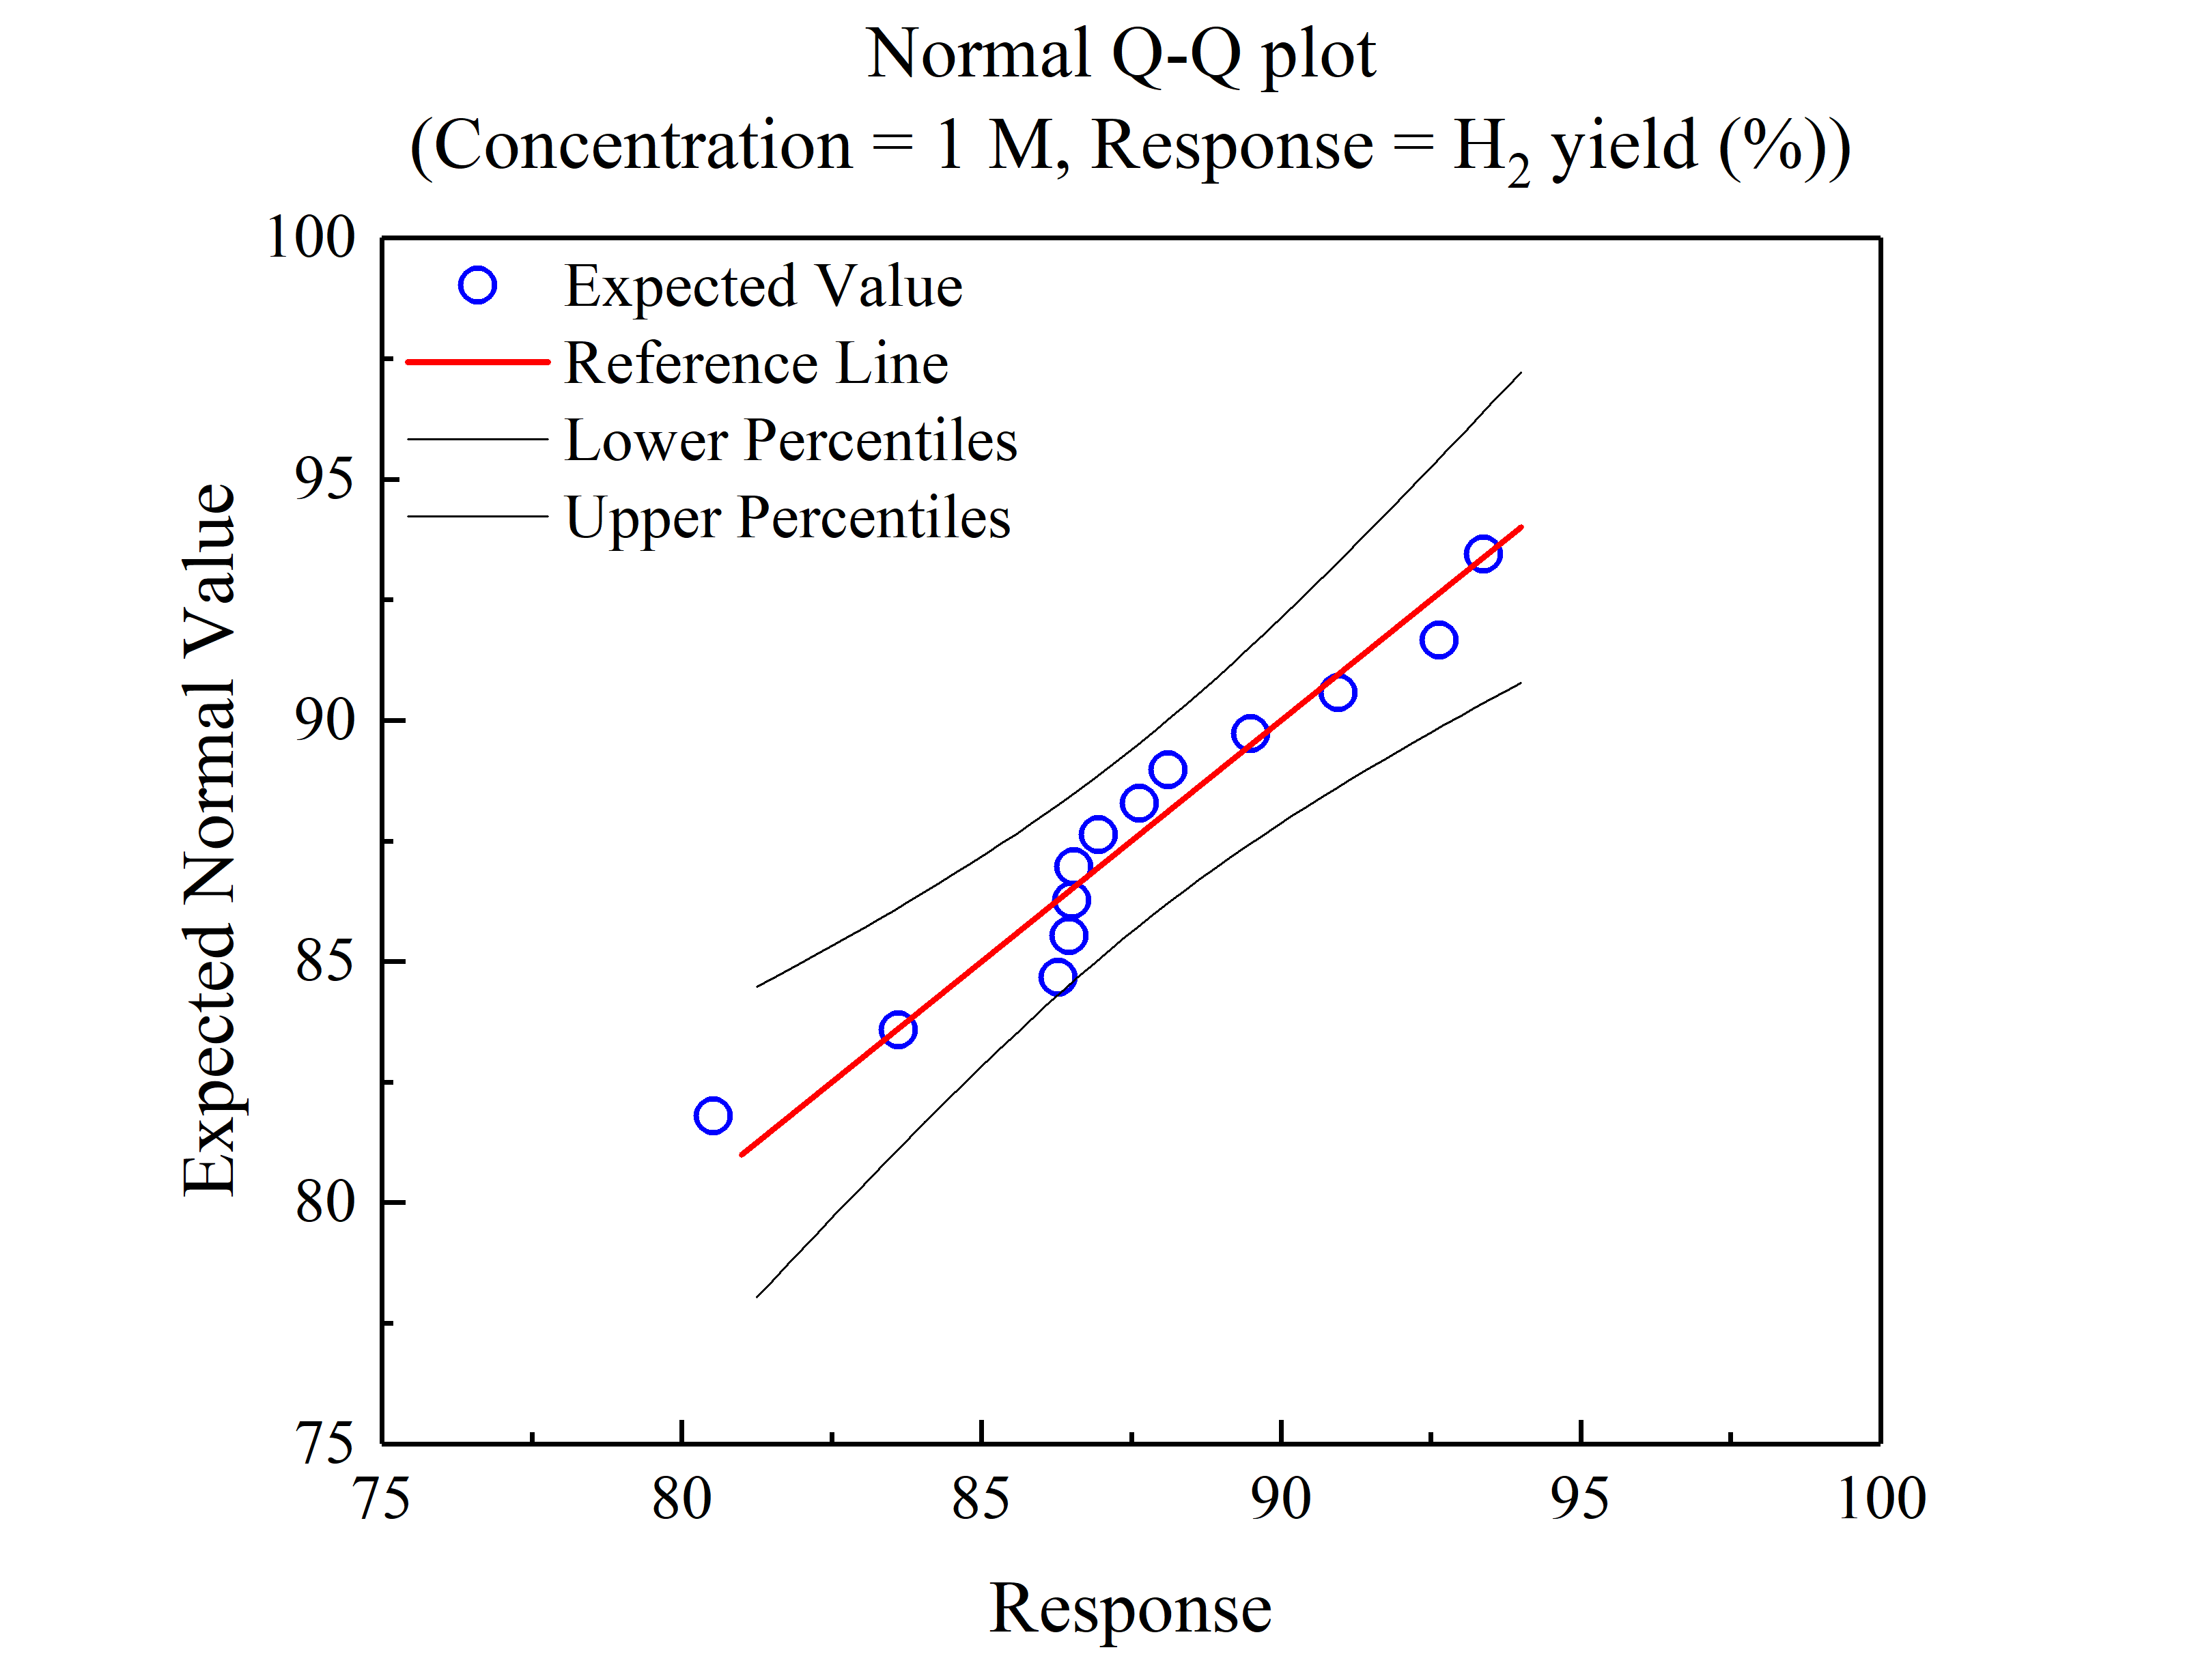 Normal Q-Q plot
(Concentration = 1 M, Response = H₂ yield (%))
100
95
90
85
80
75
Expected Normal Value
Expected Value
Reference Line
Lower Percentiles
Upper Percentiles
75
80
85
90
95
100
Response